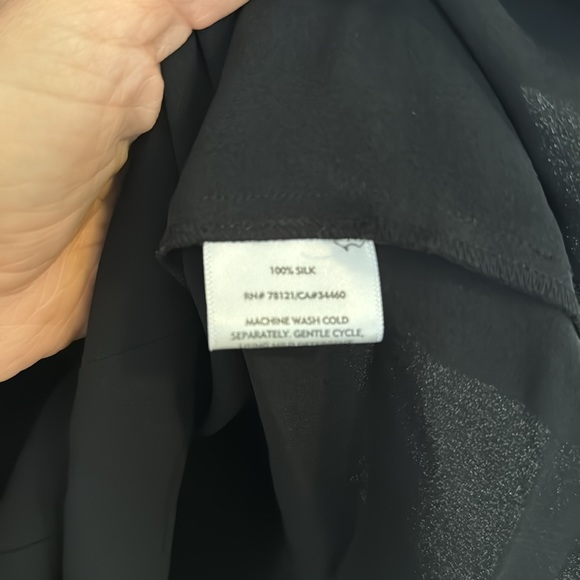 100% SILK
RN# 78121/CA#34460
MACHINE WASH COLD
SEPARATELY. GENTLE CYCLE,